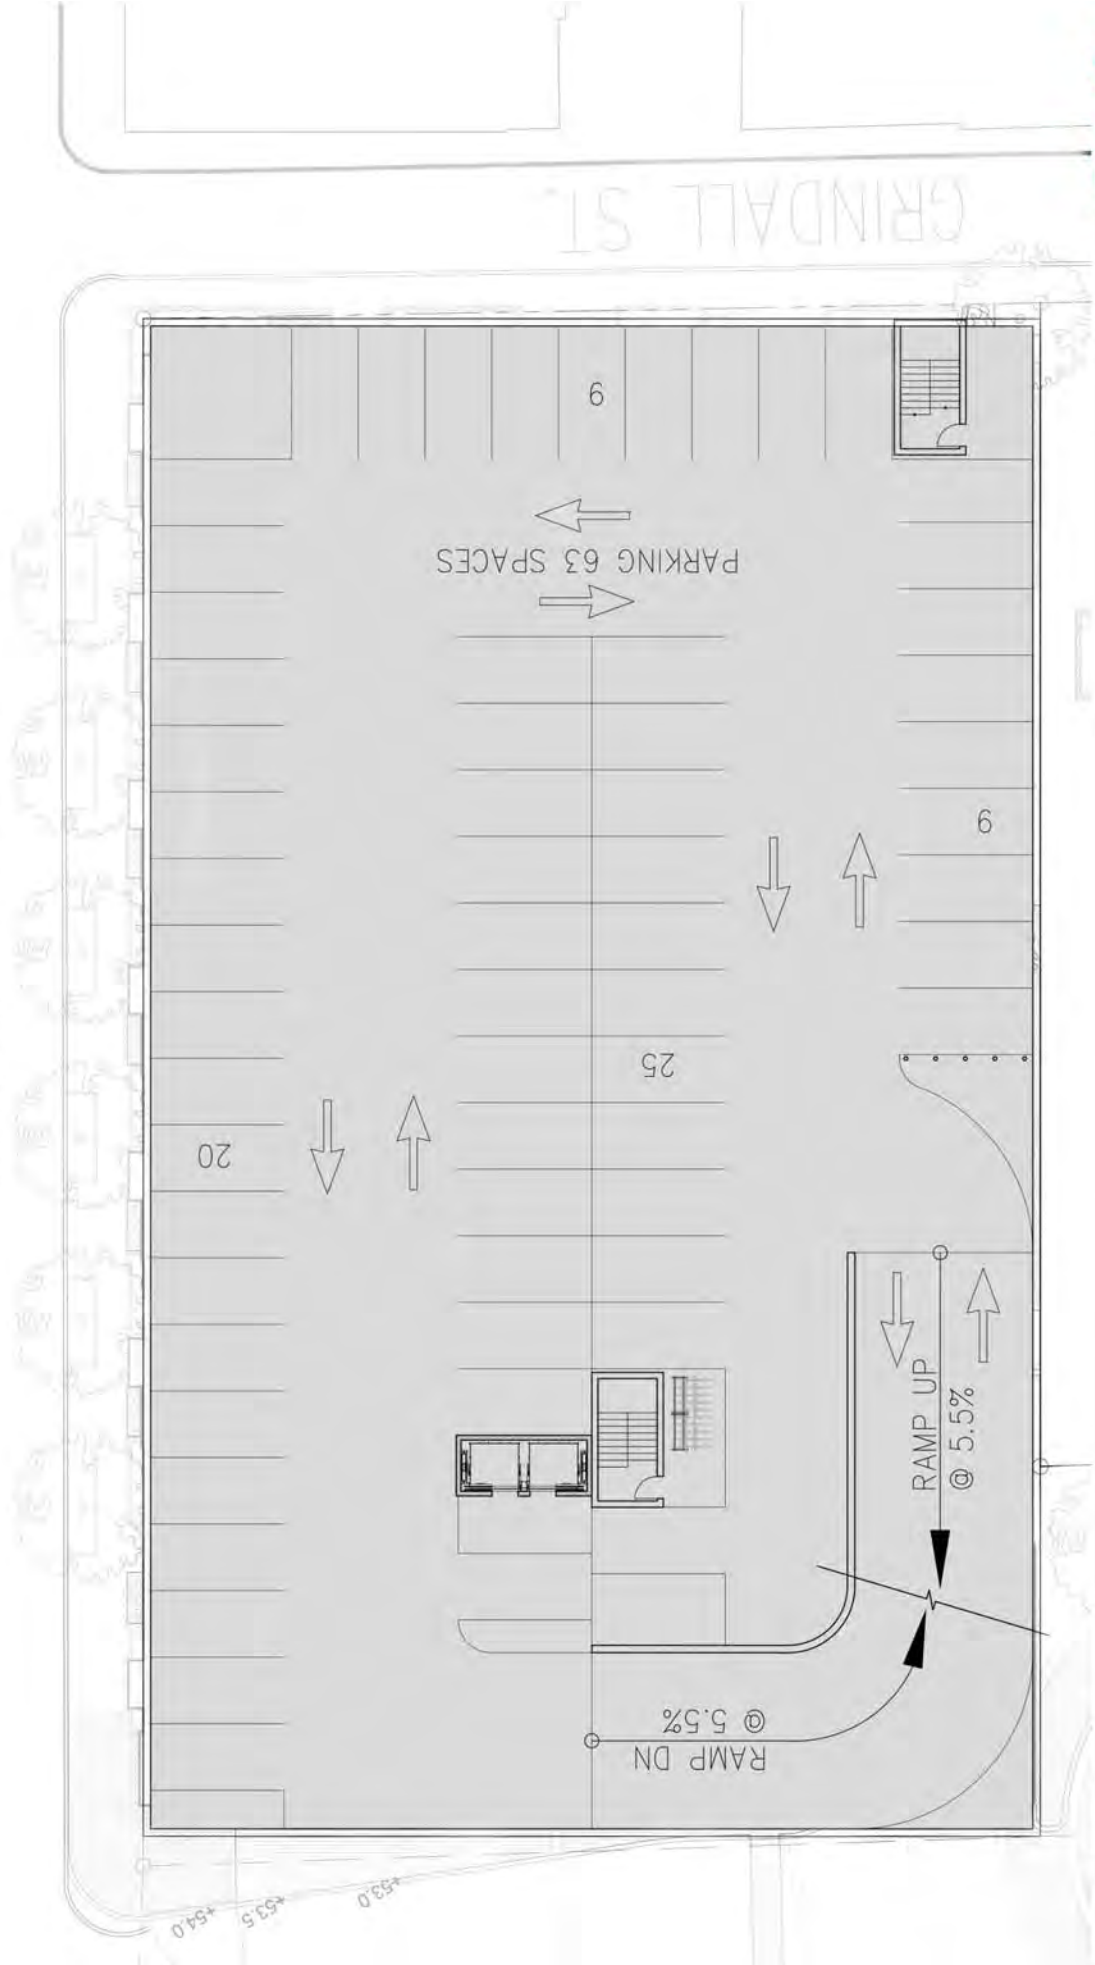 GRINDALL ST.
9
PARKING 63 SPACES
9
25
20
RAMP UP
@ 5.5%
RAMP DN
@ 5.5%
+53.0
+53.5
+54.0